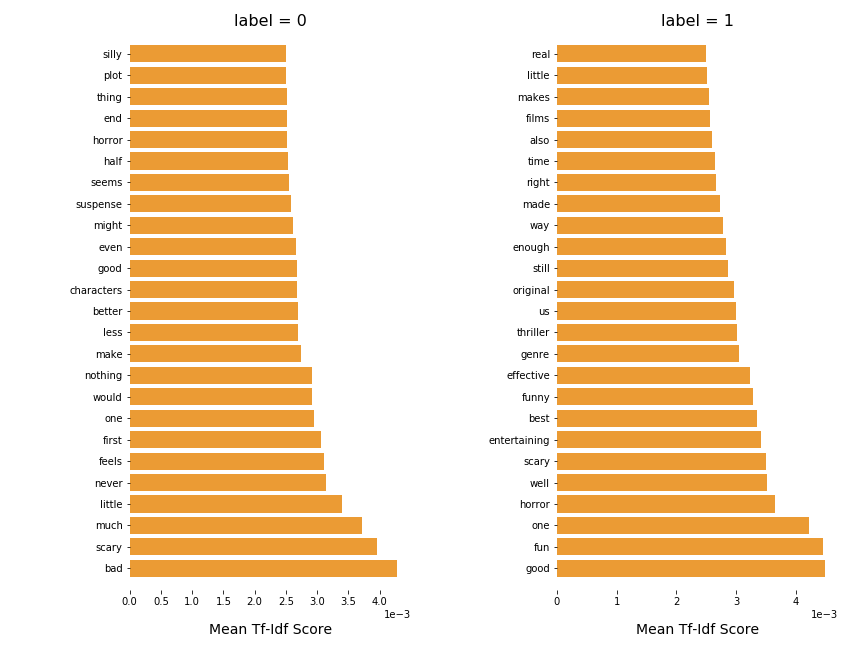 label = 0
silly
plot
thing
end
horror
half
seems
suspense
might
even
good
characters
better
less
make
nothing
would
one
first
feels
never
little
much
scary
bad
0.0 0.5 1.0 1.5 2.0 2.5 3.0 3.5 4.0
1e−3
Mean Tf-Idf Score
label = 1
real
little
makes
films
also
time
right
made
way
enough
still
original
us
thriller
genre
effective
funny
best
entertaining
scary
well
horror
one
fun
good
0 1 2 3 4
1e−3
Mean Tf-Idf Score